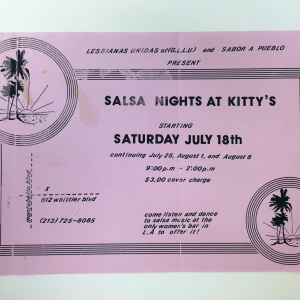 LESBIANAS UNIDAS of(G.L.L.U) and SABOR A PUEBLO
PRESENT
SALSA NIGHTS AT KITTY'S
STARTING
SATURDAY JULY 18th
continuing July 25, August 1, and August 8
9:00p.m - 2:00p.m
$3.00 cover charge
X
612 whittier blvd
(213) 725-8085
come listen and dance
to salsa music at the
only women's bar in
L.A to offer it!